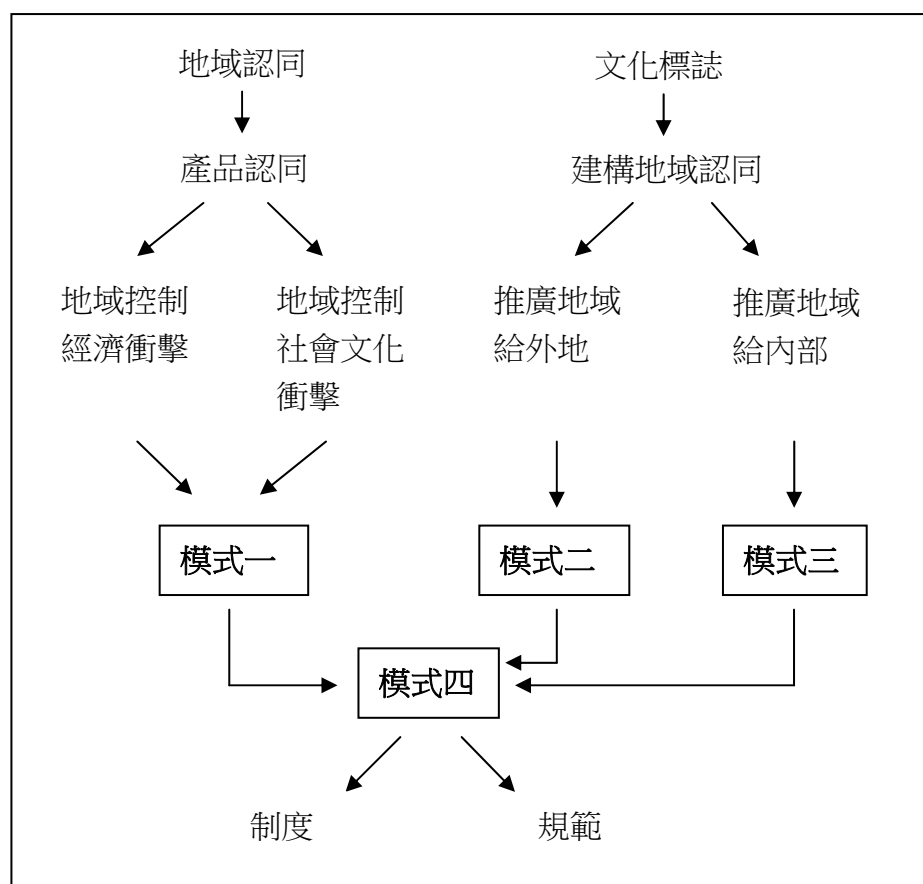 地域認同
文化標誌
產品認同
建構地域認同
地域控制
經濟衝擊
地域控制
社會文化
衝擊
推廣地域
給外地
推廣地域
給內部
模式一
模式二
模式三
模式四
制度
規範